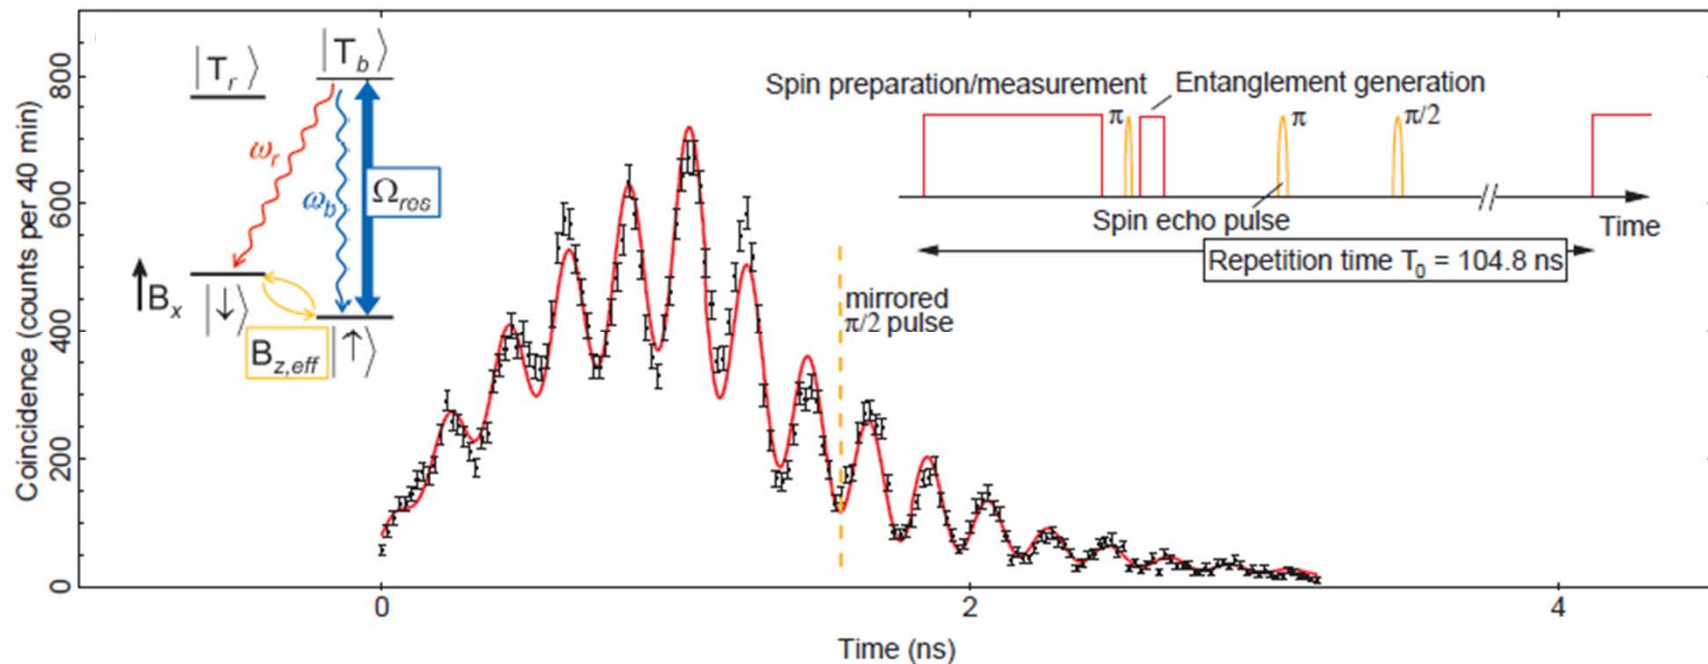 |T_r⟩
|T_b⟩
ω_r
ω_b
Ω_res
B_x
|↓⟩
B_z,eff
|↑⟩
Spin preparation/measurement
Entanglement generation
π
π
π/2
Spin echo pulse
Time
Repetition time T_0 = 104.8 ns
mirrored
π/2 pulse
Coincidence (counts per 40 min)
800
600
400
200
0
0
2
4
Time (ns)